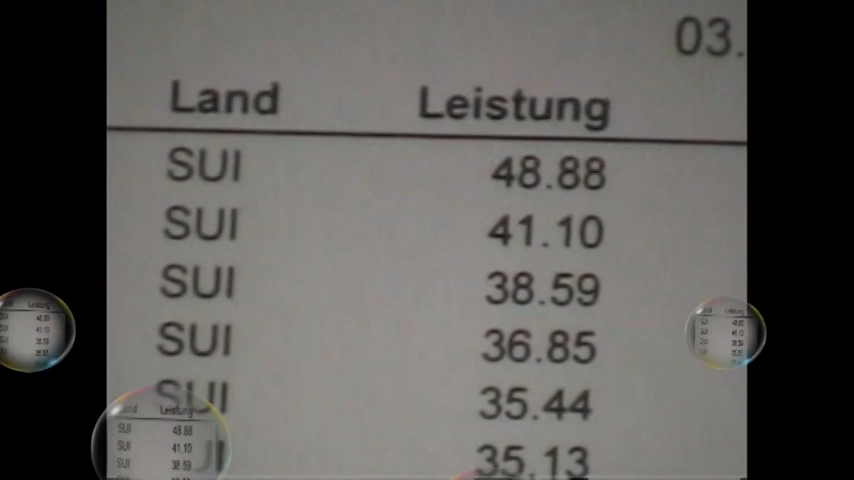 03.
Land Leistung
SUI 48.88
SUI 41.10
SUI 38.59
SUI 36.85
SUI 35.44
35.13